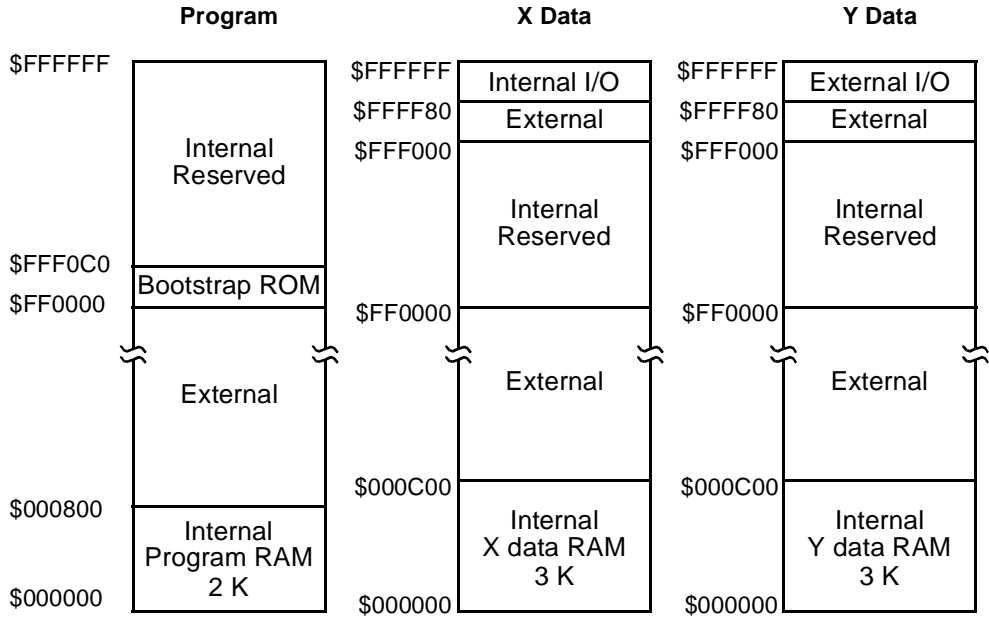 Program
$FFFFFF
Internal
Reserved
$FFF0C0
Bootstrap ROM
$FF0000
External
$000800
Internal
Program RAM
2 K
$000000
X Data
$FFFFFF
Internal I/O
$FFFF80
External
$FFF000
Internal
Reserved
$FF0000
External
$000C00
Internal
X data RAM
3 K
$000000
Y Data
$FFFFFF
External I/O
$FFFF80
External
$FFF000
Internal
Reserved
$FF0000
External
$000C00
Internal
Y data RAM
3 K
$000000